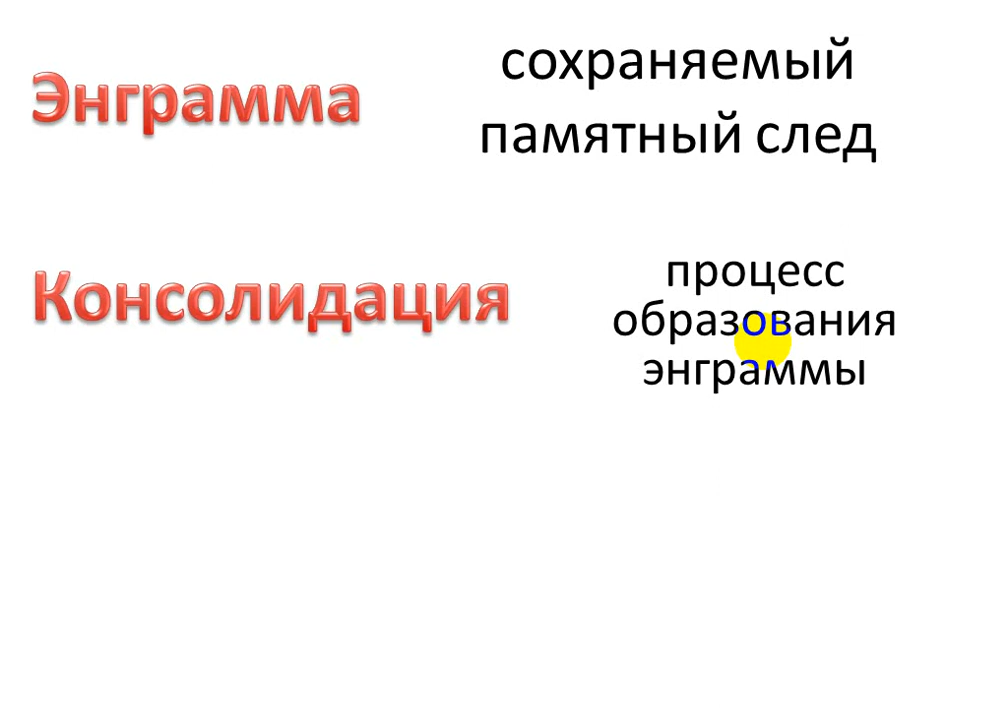 Энграмма
сохраняемый
памятный след
Консолидация
процесс
образования
энграммы